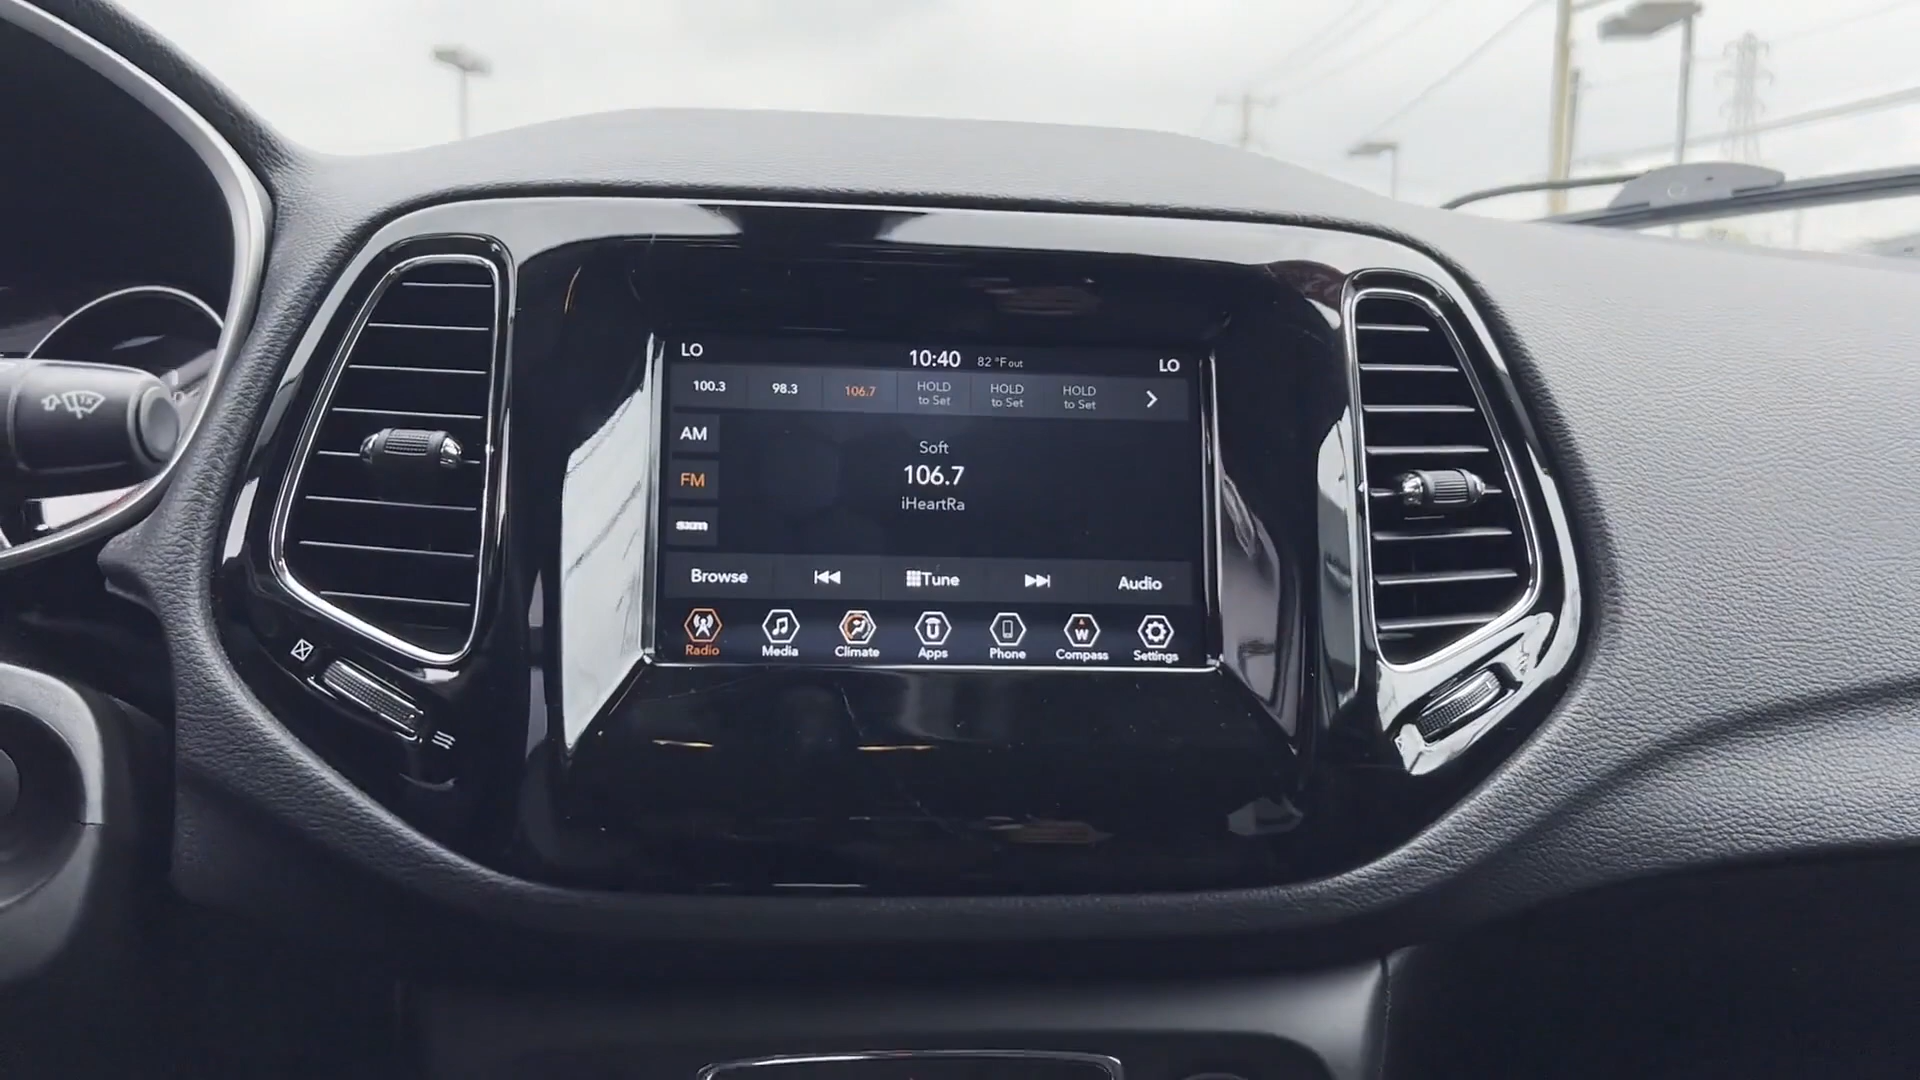 LO
10:40 82 °F out
LO
100.3 98.3 106.7 HOLD to Set HOLD to Set HOLD to Set
AM
FM
sxm
Soft
106.7
iHeartRa
Browse Tune Audio
Radio Media Climate Apps Phone Compass Settings
W
1X